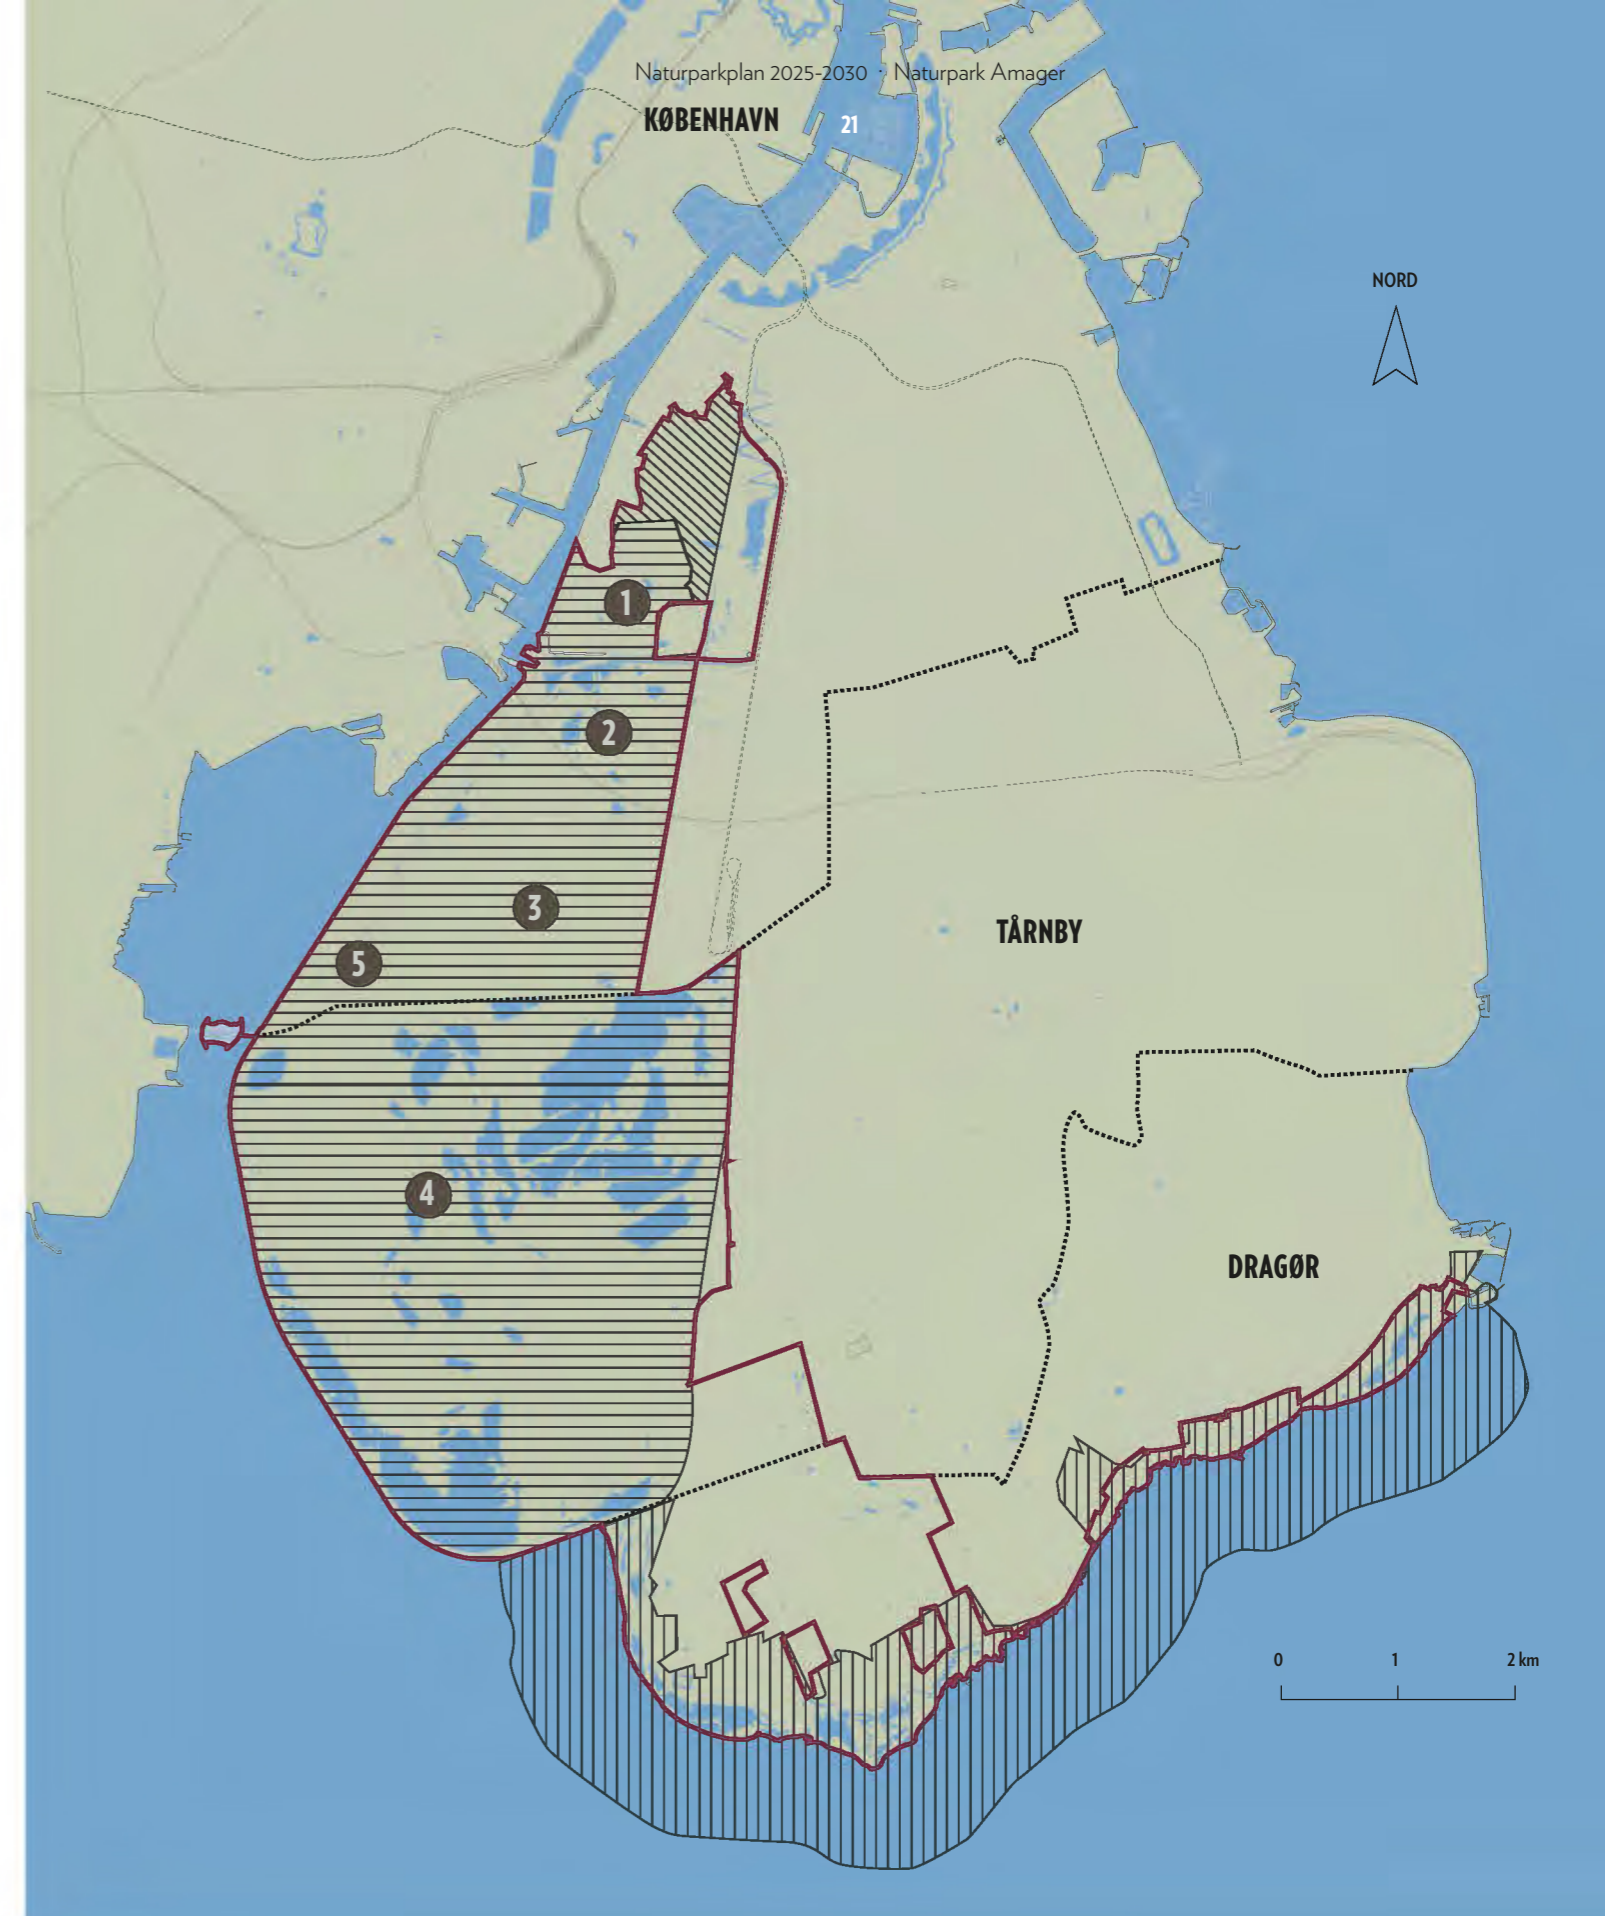 Naturparkplan 2025-2030 · Naturpark Amager
KØBENHAVN
21
NORD
1
2
3
TÅRNBY
5
4
DRAGØR
0 1 2 km